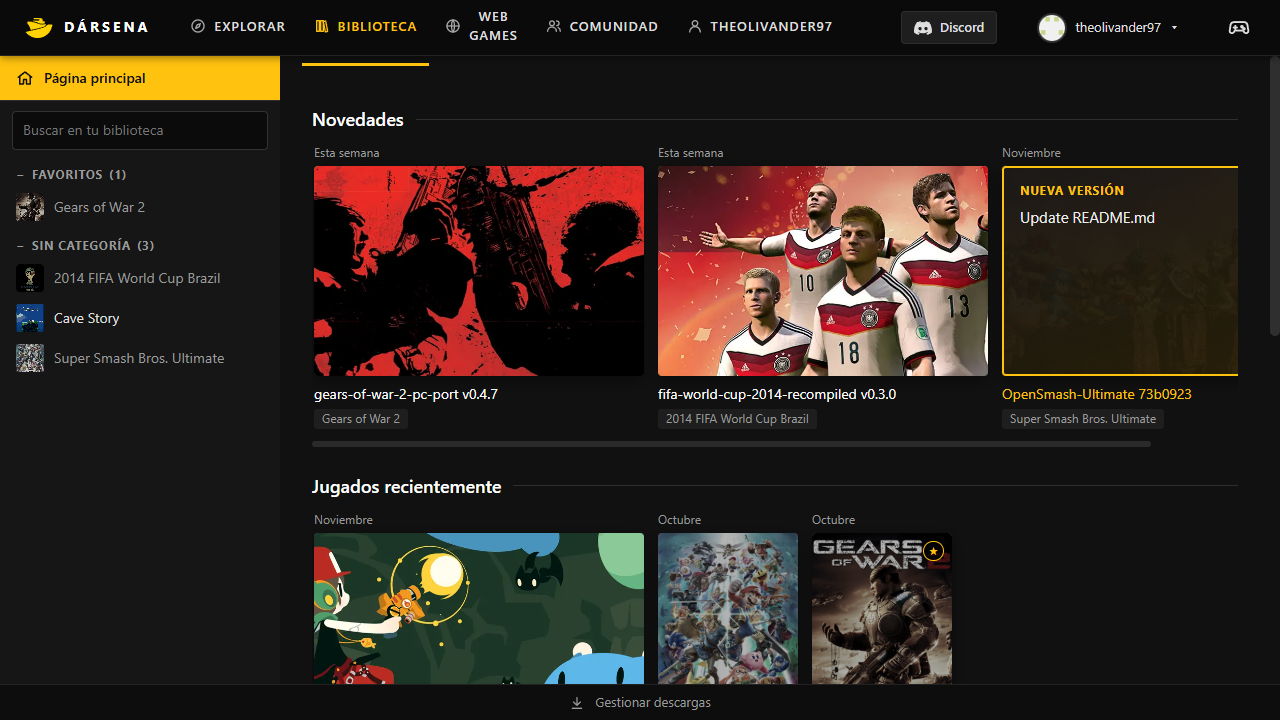 DÁRSENA
EXPLORAR
BIBLIOTECA
WEB
GAMES
COMUNIDAD
THEOLIVANDER97
Discord
theolivander97
Página principal
Buscar en tu biblioteca
– FAVORITOS (1)
Gears of War 2
– SIN CATEGORÍA (3)
2014 FIFA World Cup Brazil
Cave Story
Super Smash Bros. Ultimate
Novedades
Esta semana
Esta semana
Noviembre
NUEVA VERSIÓN
Update README.md
10
18
13
gears-of-war-2-pc-port v0.4.7
fifa-world-cup-2014-recompiled v0.3.0
OpenSmash-Ultimate 73b0923
Gears of War 2
2014 FIFA World Cup Brazil
Super Smash Bros. Ultimate
Jugados recientemente
Noviembre
Octubre
Octubre
GEARS
OF WAR
Gestionar descargas